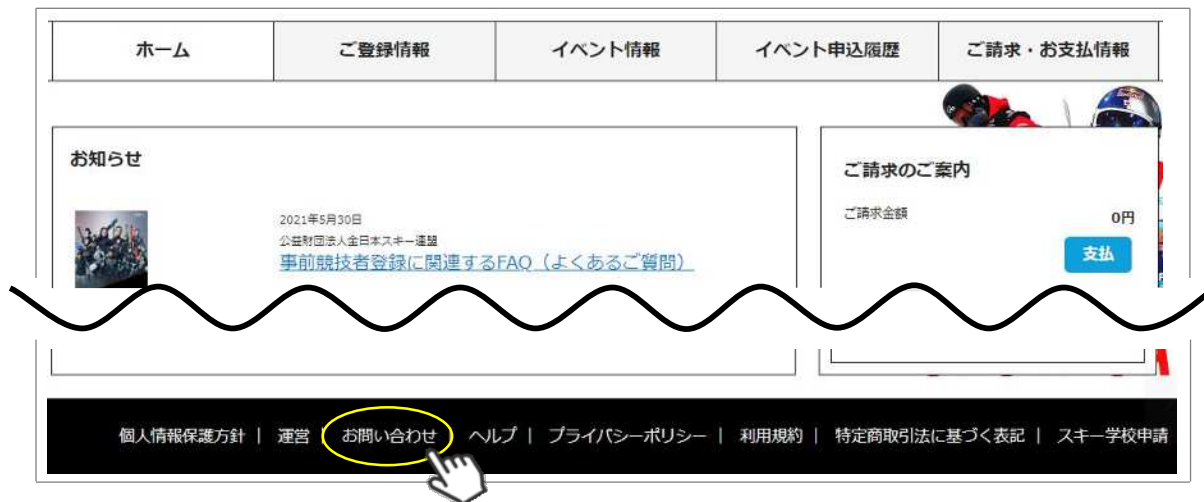 ホーム ご登録情報 イベント情報 イベント申込履歴 ご請求・お支払情報
お知らせ
2021年5月30日
公益財団法人全日本スキー連盟
事前競技者登録に関連するFAQ（よくあるご質問）
ご請求のご案内
ご請求金額 0円
支払
個人情報保護方針 | 運営 | お問い合わせ | ヘルプ | プライバシーポリシー | 利用規約 | 特定商取引法に基づく表記 | スキー学校申請